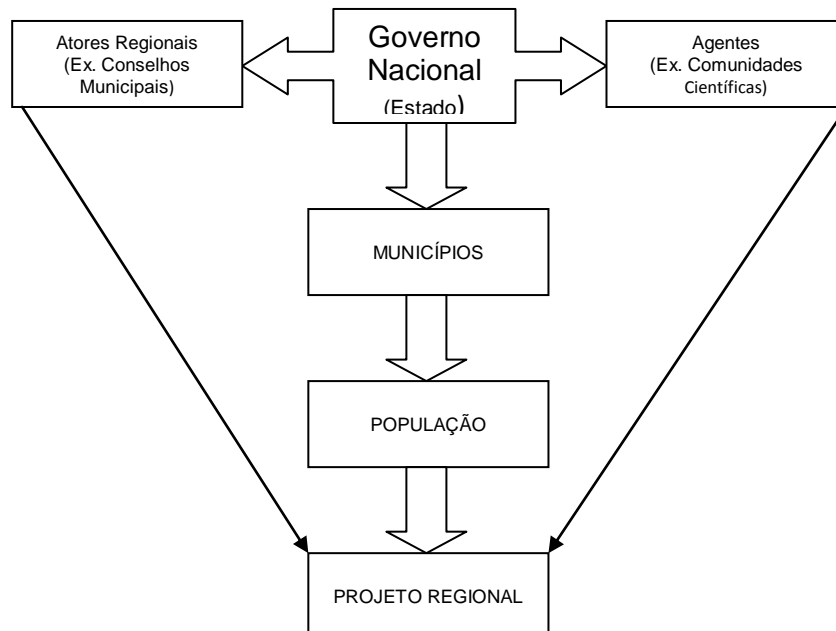 Atores Regionais
(Ex. Conselhos
Municipais)
Governo
Nacional
(Estado)
Agentes
(Ex. Comunidades
Científicas)
MUNICÍPIOS
POPULAÇÃO
PROJETO REGIONAL